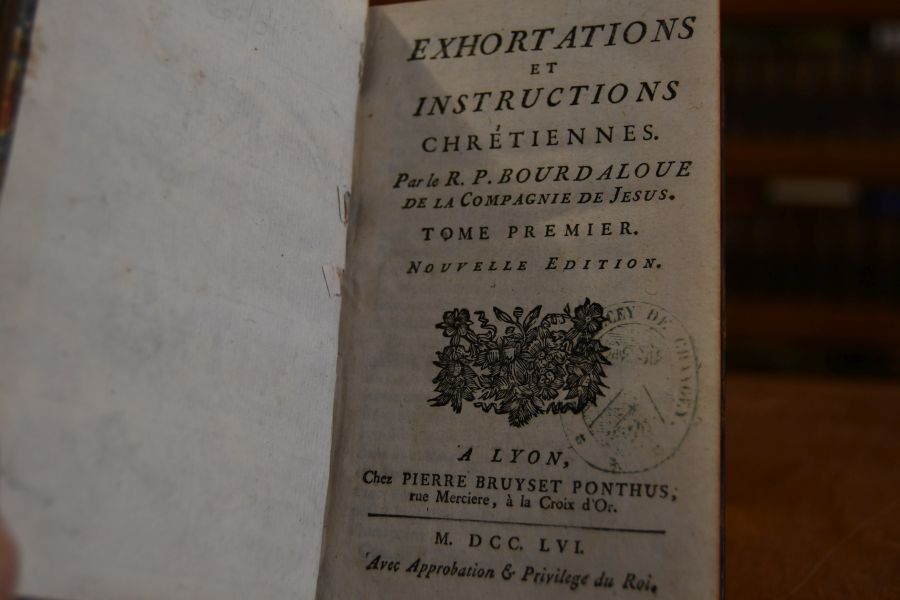 EXHORTATIONS
ET
INSTRUCTIONS
CHRÉTIENNES.
Par le R. P. BOURDALOUE
DE LA COMPAGNIE DE JESUS.
TOME PREMIER.
NOUVELLE EDITION.
DE
A LYON,
Chez PIERRE BRUYSET PONTHUS,
rue Merciere, à la Croix d'Or.
M. DCC. LVI.
Avec Approbation & Privilege du Roi.